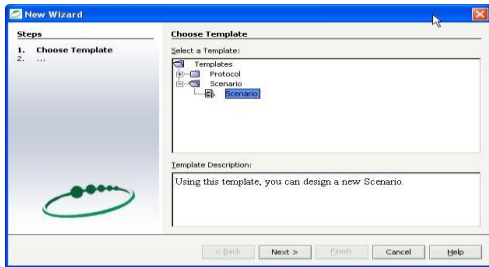 New Wizard
Steps
1. Choose Template
2. ...
Choose Template
Select a Template:
Templates
Protocol
Scenario
Scenario
Template Description:
Using this template, you can design a new Scenario.
< Back
Next >
Finish
Cancel
Help